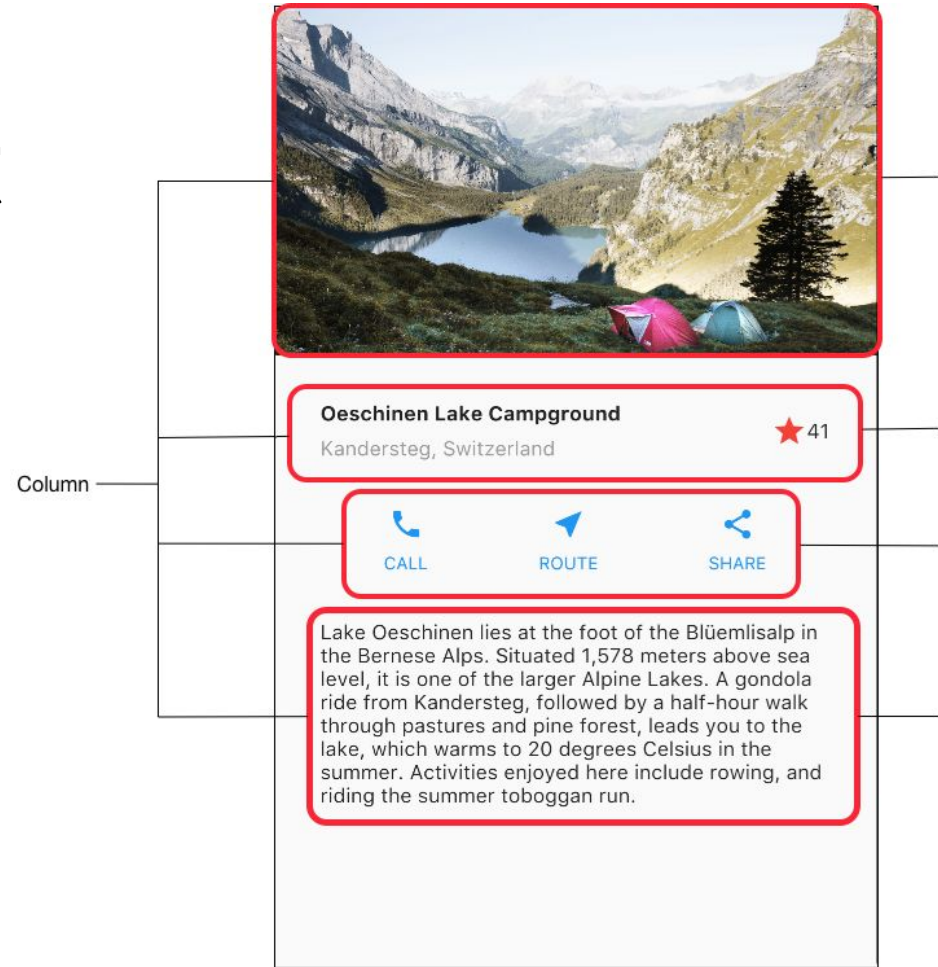 Oeschinen Lake Campground
Kandersteg, Switzerland
41
Column
CALL
ROUTE
SHARE
Lake Oeschinen lies at the foot of the Blüemlisalp in
the Bernese Alps. Situated 1,578 meters above sea
level, it is one of the larger Alpine Lakes. A gondola
ride from Kandersteg, followed by a half-hour walk
through pastures and pine forest, leads you to the
lake, which warms to 20 degrees Celsius in the
summer. Activities enjoyed here include rowing, and
riding the summer toboggan run.